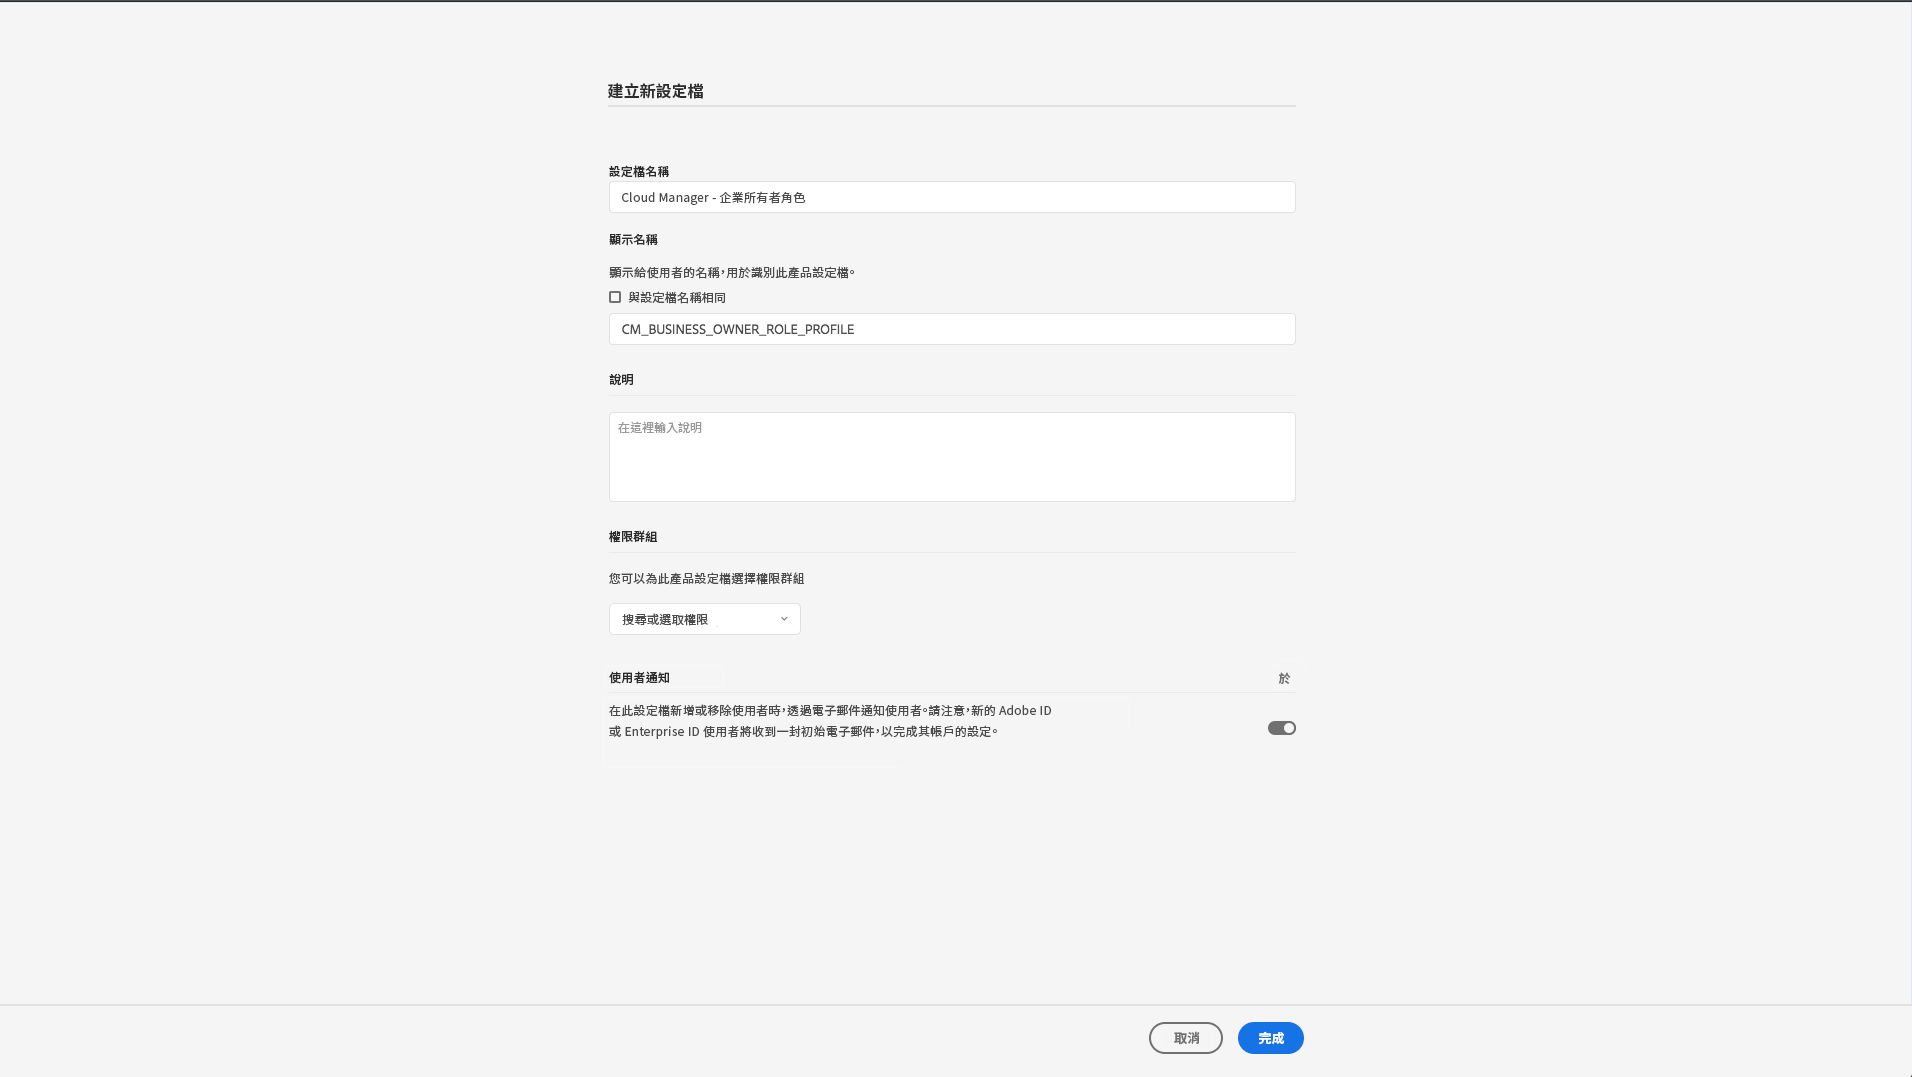 建立新設定檔
設定檔名稱
Cloud Manager - 企業所有者角色
顯示名稱
顯示給使用者的名稱，用於識別此產品設定檔。
與設定檔名稱相同
CM_BUSINESS_OWNER_ROLE_PROFILE
說明
在這裡輸入說明
權限群組
您可以為此產品設定檔選擇權限群組
搜尋或選取權限
使用者通知
於
在此設定檔新增或移除使用者時，透過電子郵件通知使用者。請注意，新的 Adobe ID
或 Enterprise ID 使用者將收到一封初始電子郵件，以完成其帳戶的設定。
取消
完成